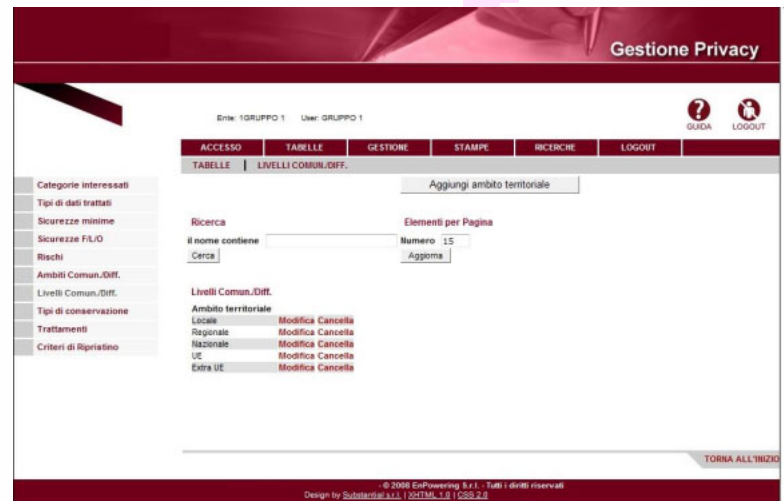 Gestione Privacy
Ente: 1GRUPPO 1 User: GRUPPO 1
GUIDA LOGOUT
ACCESSO TABELLE GESTIONE STAMPE RICERCHE LOGOUT
TABELLE | LIVELLI COMUN./DIFF.
Categorie interessati
Tipi di dati trattati
Sicurezze minime
Sicurezze F/L/O
Rischi
Ambiti Comun./Diff.
Livelli Comun./Diff.
Tipi di conservazione
Trattamenti
Criteri di Ripristino
Aggiungi ambito territoriale
Ricerca Elementi per Pagina
il nome contiene Numero 15
Cerca Aggiorna
Livelli Comun./Diff.
Ambito territoriale
Locale Modifica Cancella
Regionale Modifica Cancella
Nazionale Modifica Cancella
UE Modifica Cancella
Extra UE Modifica Cancella
TORNA ALL'INIZIO
- © 2008 EnPowering S.r.l. - Tutti i diritti riservati
Design by Substantial s.r.l. | XHTML 1.0 | CSS 2.0